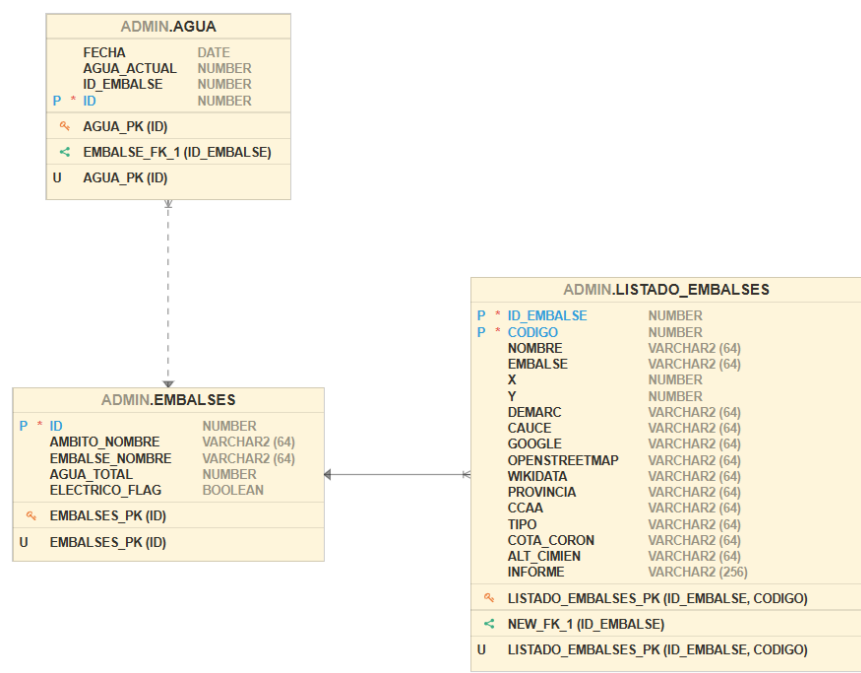 ADMIN.AGUA
FECHA DATE
AGUA_ACTUAL NUMBER
ID_EMBALSE NUMBER
P * ID NUMBER
AGUA_PK (ID)
EMBALSE_FK_1 (ID_EMBALSE)
U AGUA_PK (ID)
ADMIN.EMBALSES
P * ID NUMBER
AMBITO_NOMBRE VARCHAR2 (64)
EMBALSE_NOMBRE VARCHAR2 (64)
AGUA_TOTAL NUMBER
ELECTRICO_FLAG BOOLEAN
EMBALSES_PK (ID)
U EMBALSES_PK (ID)
ADMIN.LISTADO_EMBALSES
P * ID_EMBALSE NUMBER
P * CODIGO NUMBER
NOMBRE VARCHAR2 (64)
EMBALSE VARCHAR2 (64)
X NUMBER
Y NUMBER
DEMARC VARCHAR2 (64)
CAUCE VARCHAR2 (64)
GOOGLE VARCHAR2 (64)
OPENSTREETMAP VARCHAR2 (64)
WIKIDATA VARCHAR2 (64)
PROVINCIA VARCHAR2 (64)
CCAA VARCHAR2 (64)
TIPO VARCHAR2 (64)
COTA_CORON VARCHAR2 (64)
ALT_CIMIEN VARCHAR2 (64)
INFORME VARCHAR2 (256)
LISTADO_EMBALSES_PK (ID_EMBALSE, CODIGO)
NEW_FK_1 (ID_EMBALSE)
U LISTADO_EMBALSES_PK (ID_EMBALSE, CODIGO)